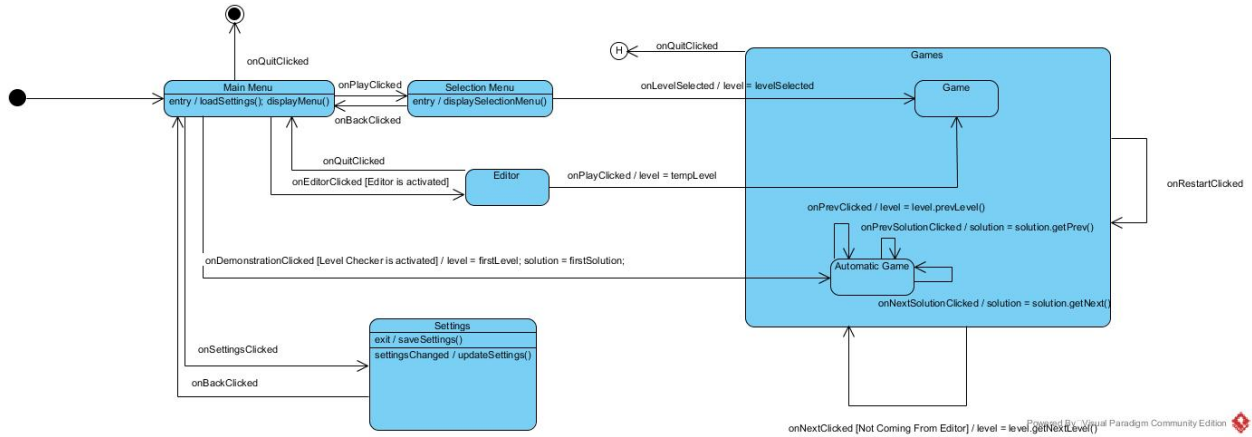 onQuitClicked
H
onQuitClicked
Games
Main Menu
entry / loadSettings(); displayMenu()
onPlayClicked
onBackClicked
Selection Menu
entry / displaySelectionMenu()
onLevelSelected / level = levelSelected
Game
onQuitClicked
onEditorClicked [Editor is activated]
Editor
onPlayClicked / level = tempLevel
onRestartClicked
onPrevClicked / level = level.prevLevel()
onPrevSolutionClicked / solution = solution.getPrev()
onDemonstrationClicked [Level Checker is activated] / level = firstLevel; solution = firstSolution;
Automatic Game
onNextSolutionClicked / solution = solution.getNext()
Settings
exit / saveSettings()
settingsChanged / updateSettings()
onSettingsClicked
onBackClicked
onNextClicked [Not Coming From Editor] / level = level.getNextLevel()
Powered By Visual Paradigm Community Edition